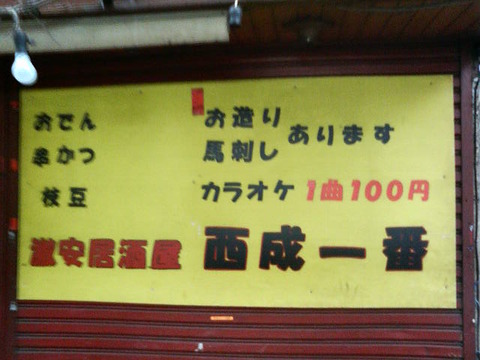 おでん
串かつ
枝豆
お造り
馬刺し
あります
カラオケ 1曲100円
激安居酒屋 西成一番